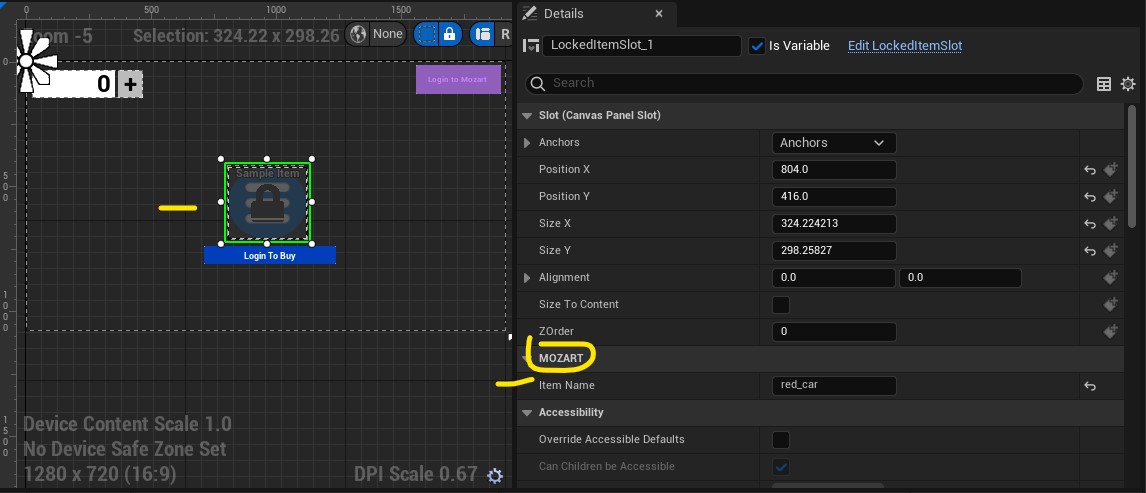 0 500 1000 1500
Zoom -5 Selection: 324.22 x 298.26 None R
0
0 +
Login to Mozart
500
Sample Item
Login To Buy
1000
1500
Device Content Scale 1.0
No Device Safe Zone Set
1280 x 720 (16:9) DPI Scale 0.67
Details ×
LockedItemSlot_1 Is Variable Edit LockedItemSlot
Search
Slot (Canvas Panel Slot)
Anchors Anchors
Position X 804.0
Position Y 416.0
Size X 324.224213
Size Y 298.25827
Alignment 0.0 0.0
Size To Content
ZOrder 0
MOZART
Item Name red_car
Accessibility
Override Accessible Defaults
Can Children be Accessible